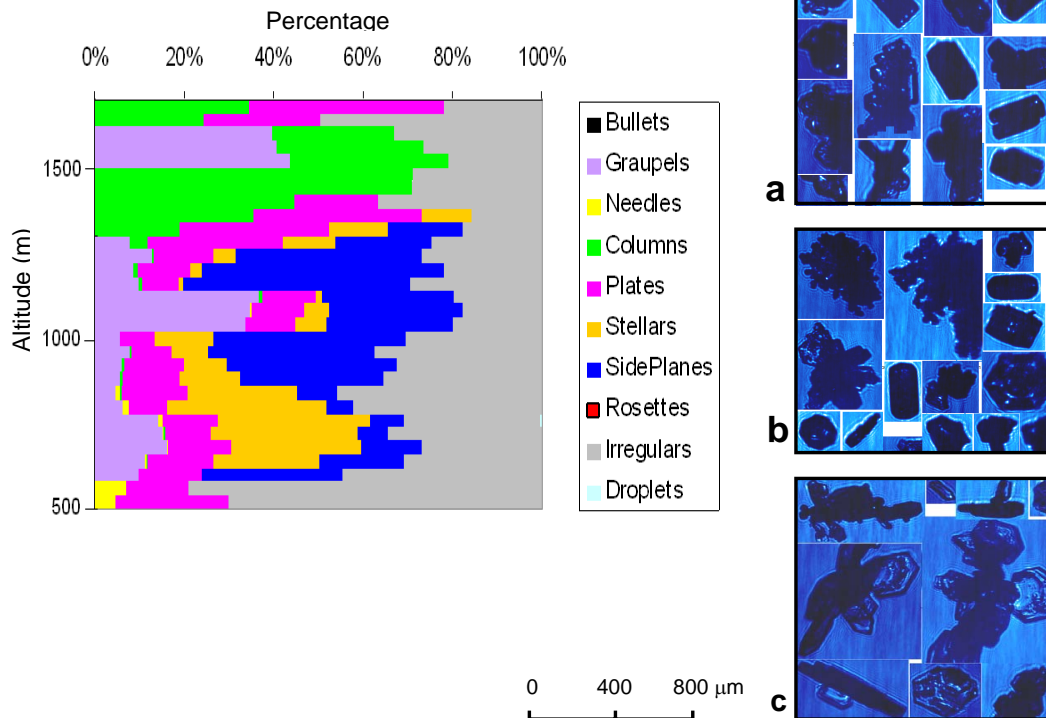 Percentage
0% 20% 40% 60% 80% 100%
Altitude (m)
1500
1000
500
Bullets
Graupels
Needles
Columns
Plates
Stellars
SidePlanes
Rosettes
Irregulars
Droplets
a
b
c
0 400 800 μm